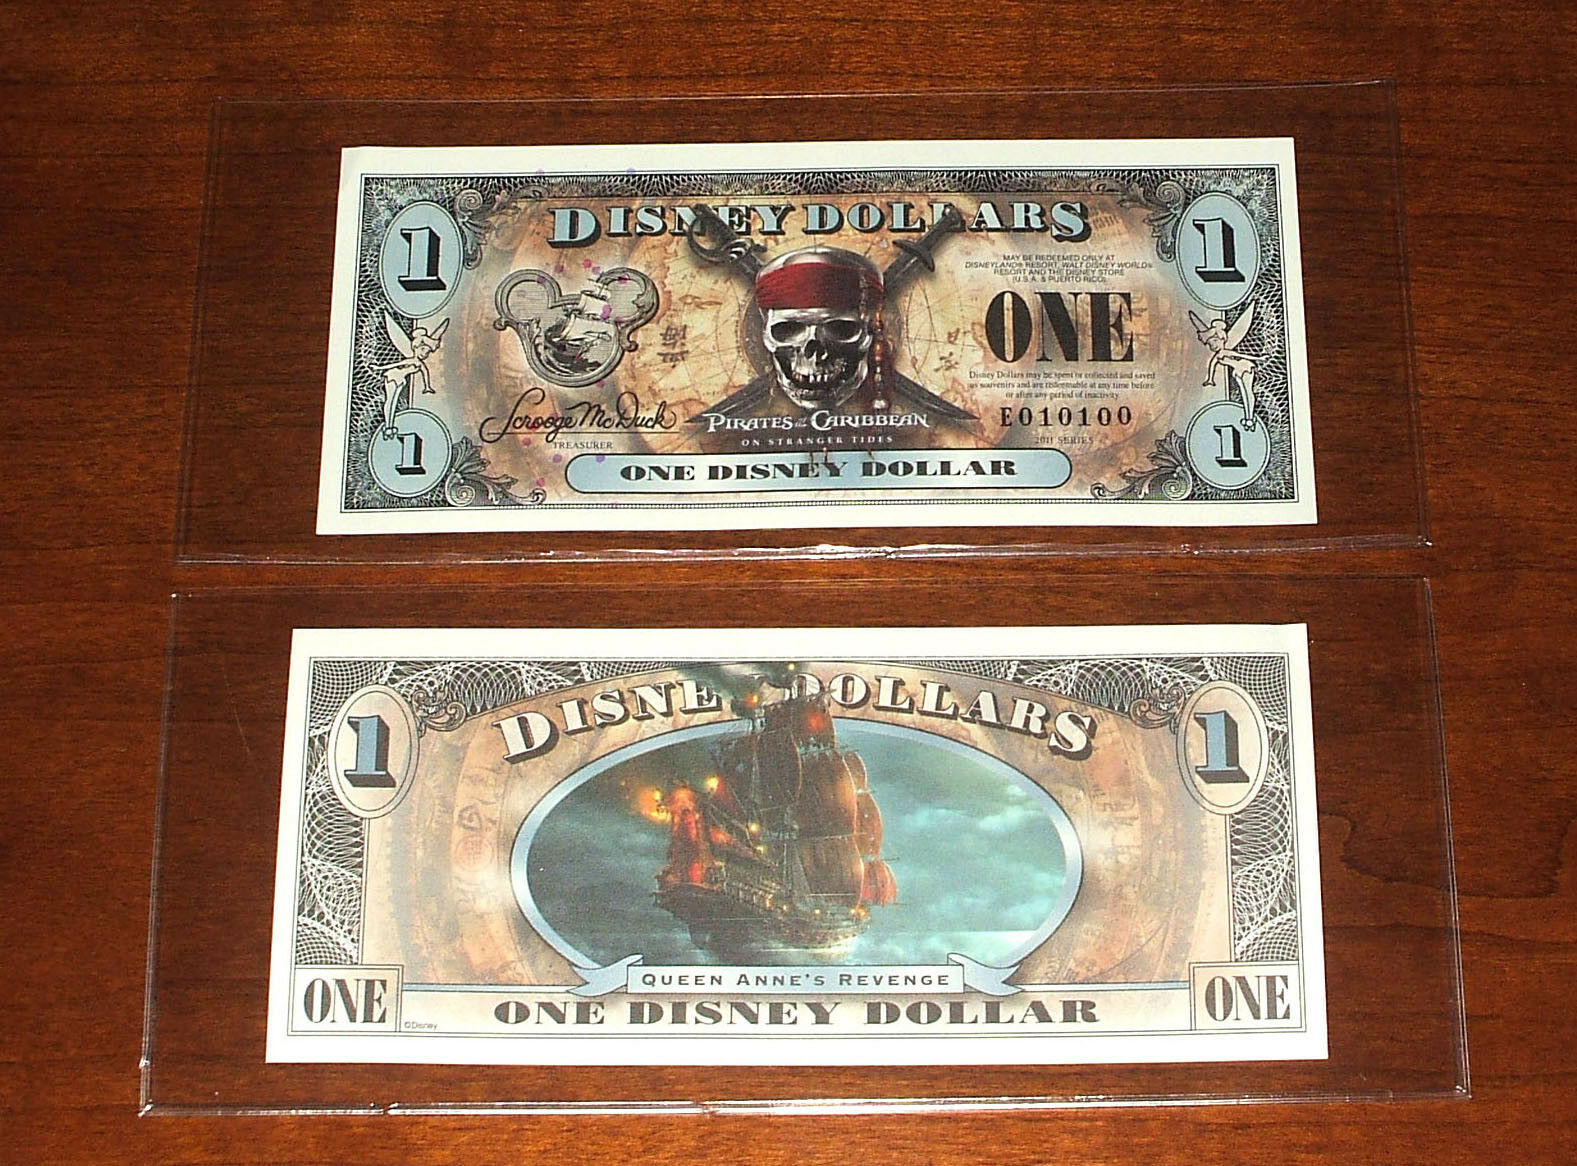 1 DISNEY DOLLARS 1
MAY BE REDEEMED ONLY AT
DISNEYLAND® RESORT, WALT DISNEY WORLD®
RESORT AND THE DISNEY STORE
(U.S.A. & PUERTO RICO).
ONE
Disney Dollars may be spent or collected and saved
as souvenirs and are redeemable at any time before
or after any period of inactivity.
Scrooge McDuck
TREASURER
PIRATES of the CARIBBEAN
ON STRANGER TIDES
E010100
2011 SERIES
1 ONE DISNEY DOLLAR 1
1 DISNEY DOLLARS 1
QUEEN ANNE'S REVENGE
ONE ©Disney ONE DISNEY DOLLAR ONE